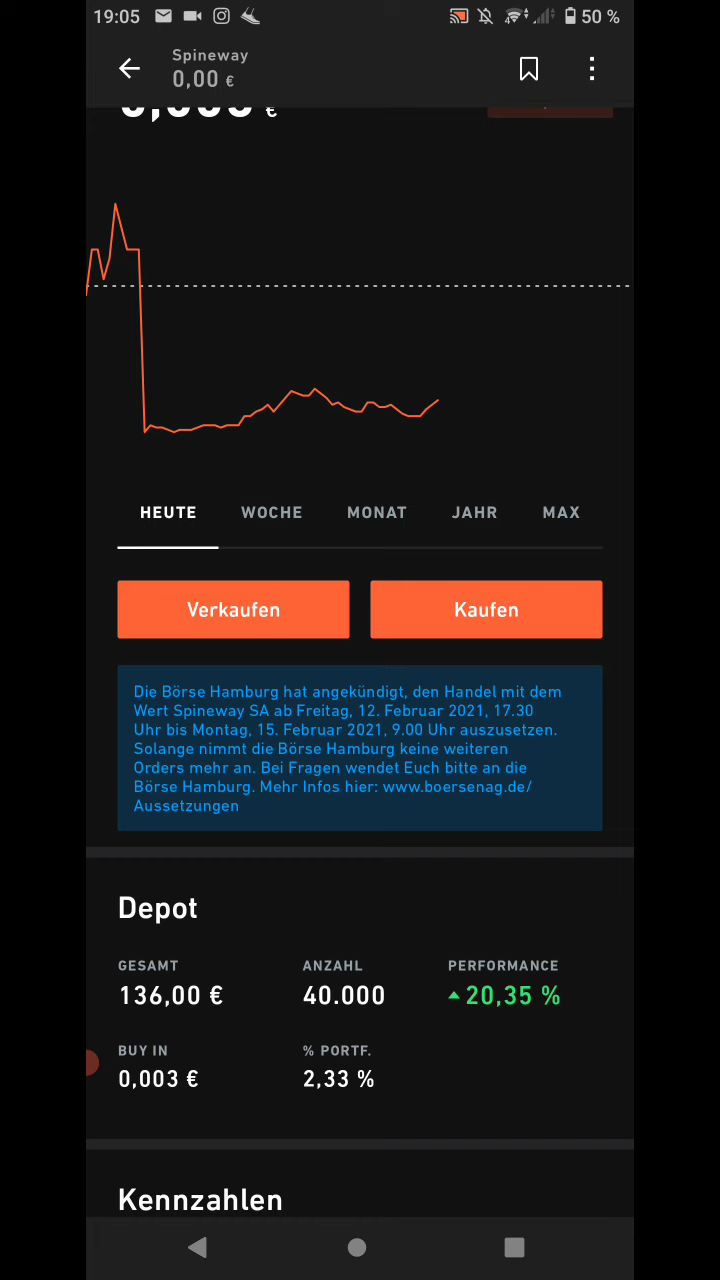 19:05
50 %
Spineway
0,00 €
€
HEUTE WOCHE MONAT JAHR MAX
Verkaufen Kaufen
Die Börse Hamburg hat angekündigt, den Handel mit dem
Wert Spineway SA ab Freitag, 12. Februar 2021, 17.30
Uhr bis Montag, 15. Februar 2021, 9.00 Uhr auszusetzen.
Solange nimmt die Börse Hamburg keine weiteren
Orders mehr an. Bei Fragen wendet Euch bitte an die
Börse Hamburg. Mehr Infos hier: www.boersenag.de/
Aussetzungen
Depot
GESAMT ANZAHL PERFORMANCE
136,00 € 40.000 20,35 %
BUY IN % PORTF.
0,003 € 2,33 %
Kennzahlen